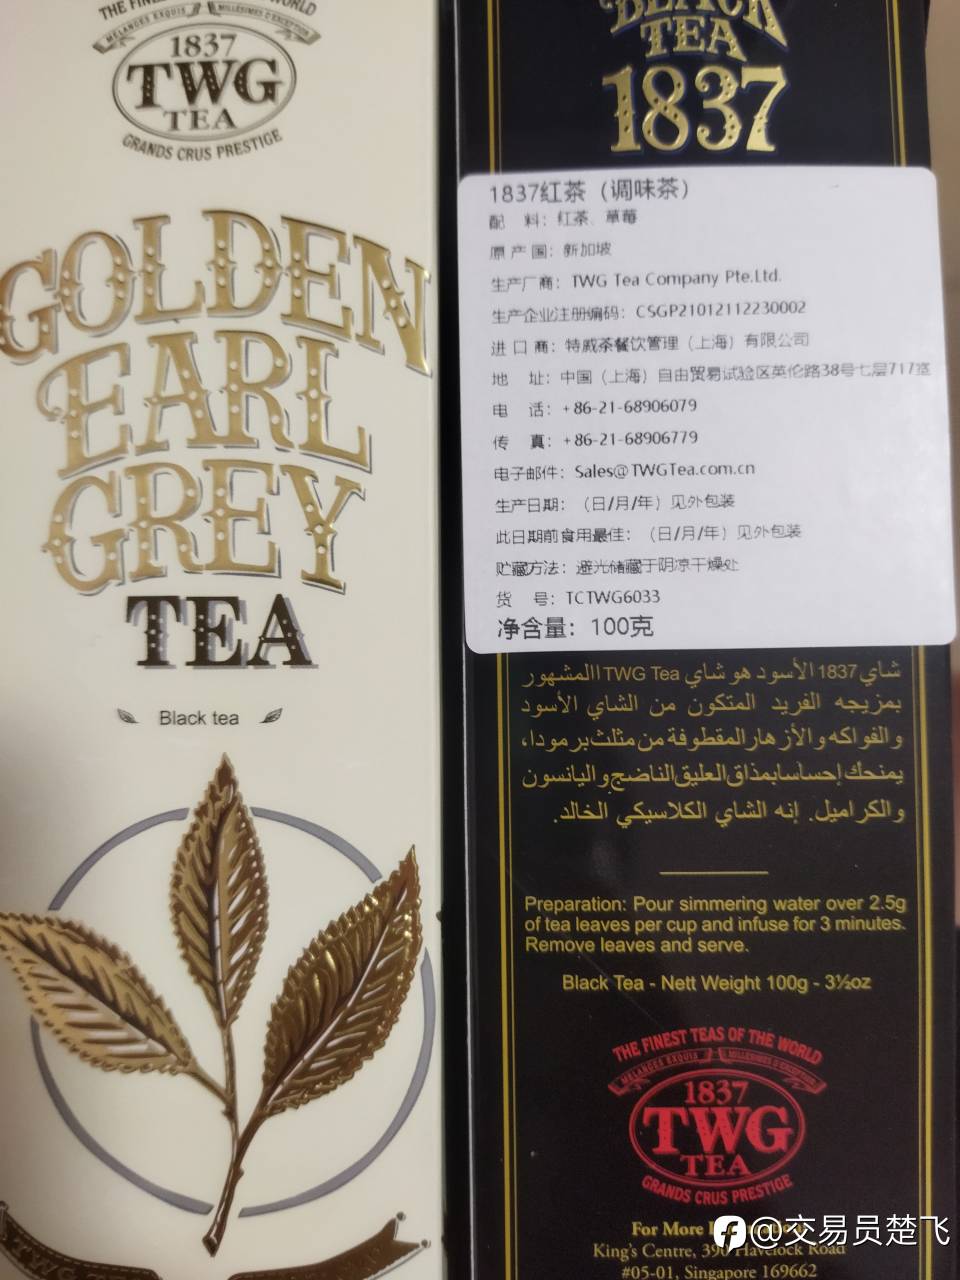 THE FINEST TEAS OF THE WORLD
MÉLANGES EXQUIS MILLÉSIMES D'EXCEPTION
1837
TWG
TEA
GRANDS CRUS PRESTIGE
GOLDEN
EARL
GREY
TEA
Black tea
BLACK
TEA
1837
1837红茶（调味茶）
配 料：红茶、草莓
原产国：新加坡
生产厂商：TWG Tea Company Pte.Ltd.
生产企业注册编码：CSGP21012112230002
进口商：特威茶餐饮管理（上海）有限公司
地 址：中国（上海）自由贸易试验区英伦路38号七层717室
电 话：+86-21-68906079
传 真：+86-21-68906779
电子邮件：Sales@TWGTea.com.cn
生产日期：（日/月/年）见外包装
此日期前食用最佳：（日/月/年）见外包装
贮藏方法：避光储藏于阴凉干燥处
货 号：TCTWG6033
净含量：100克
شاي 1837 الأسود هو شاي TWG Tea المشهور
بمزيجه الفريد المتكون من الشاي الأسود
والفواكه والأزهار المقطوفة من مثلث برمودا،
يمنحك إحساسا بمذاق العليق الناضج واليانسون
والكراميل. إنه الشاي الكلاسيكي الخالد.
Preparation: Pour simmering water over 2.5g
of tea leaves per cup and infuse for 3 minutes.
Remove leaves and serve.
Black Tea - Nett Weight 100g - 3½oz
THE FINEST TEAS OF THE WORLD
MÉLANGES EXQUIS MILLÉSIMES D'EXCEPTION
1837
TWG
TEA
GRANDS CRUS PRESTIGE
For More
King's Centre, 390 Havelock Road
#05-01, Singapore 169662
@交易员楚飞